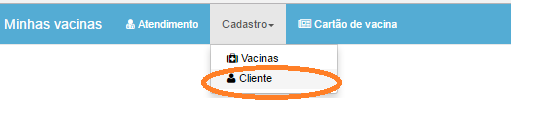 Minhas vacinas Atendimento Cadastro Cartão de vacina
Vacinas
Cliente